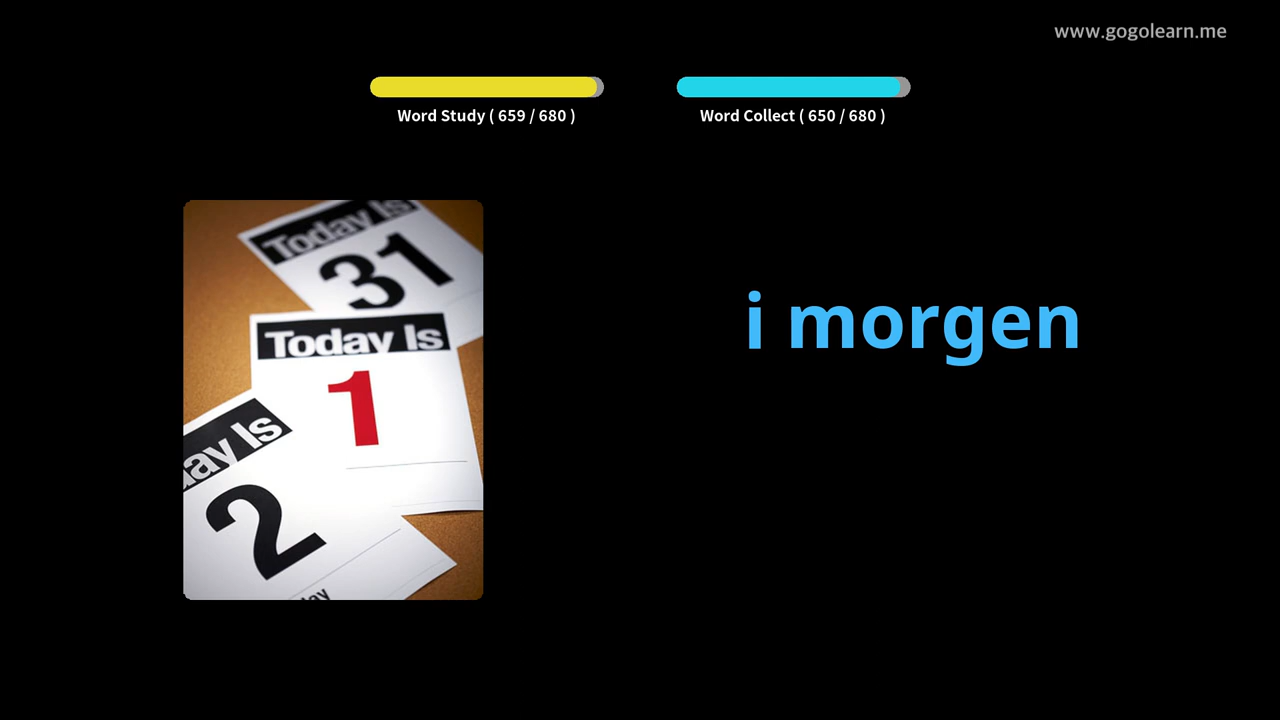 www.gogolearn.me
Word Study ( 659 / 680 )
Word Collect ( 650 / 680 )
Today Is
31
Today Is
1
ay Is
2
ay
i morgen